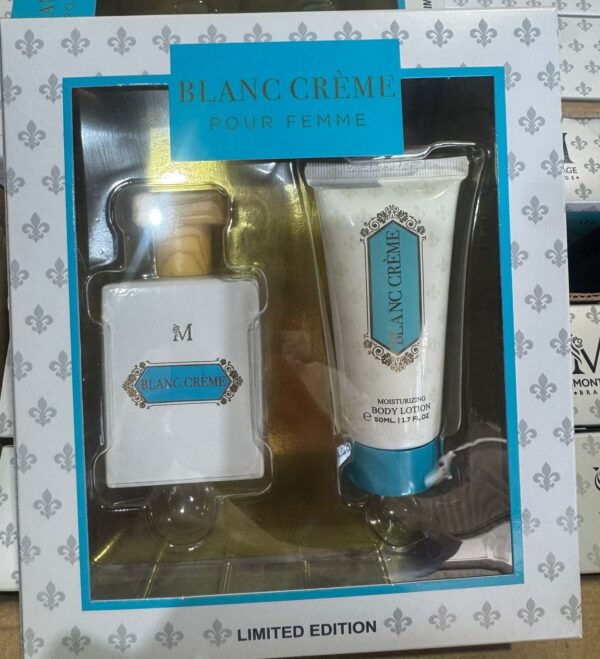 BLANC CRÈME
POUR FEMME
M
BLANC CRÈME
BLANC CRÈME
MOISTURIZING
BODY LOTION
℮ 50ML. | 1.7 FL.OZ
LIMITED EDITION